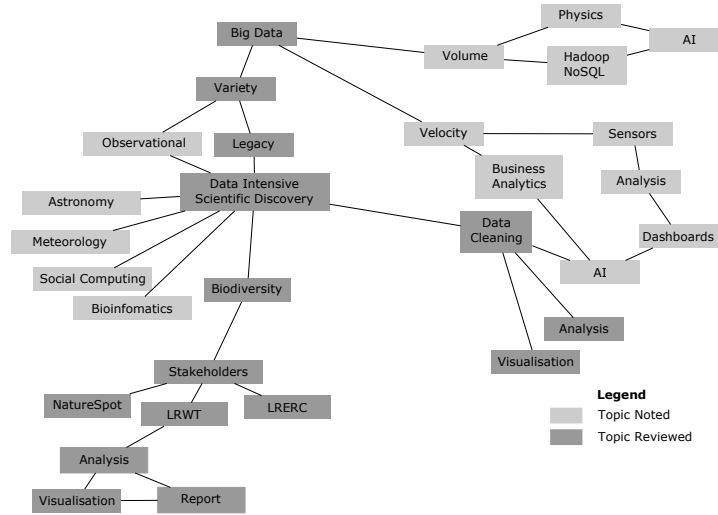 Physics
Big Data
AI
Volume
Hadoop
NoSQL
Variety
Velocity
Sensors
Observational
Legacy
Business
Analytics
Analysis
Data Intensive
Scientific Discovery
Astronomy
Data
Cleaning
Meteorology
Dashboards
Social Computing
AI
Biodiversity
Bioinfomatics
Analysis
Visualisation
Stakeholders
NatureSpot
LRWT
LRERC
Legend
Topic Noted
Topic Reviewed
Analysis
Visualisation
Report